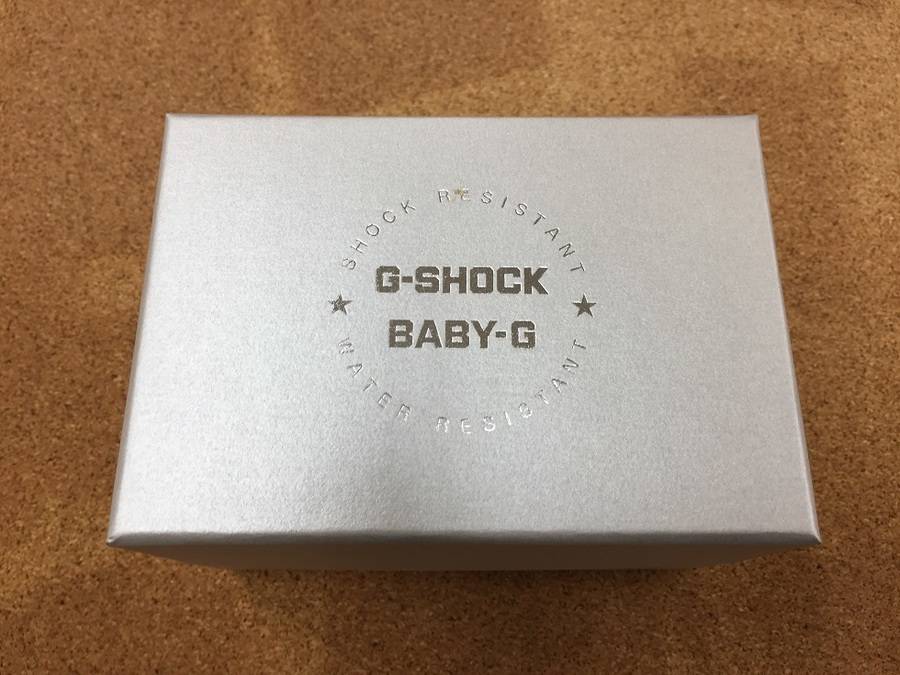 SHOCK RESISTANT
★ G-SHOCK ★
BABY-G
WATER RESISTANT